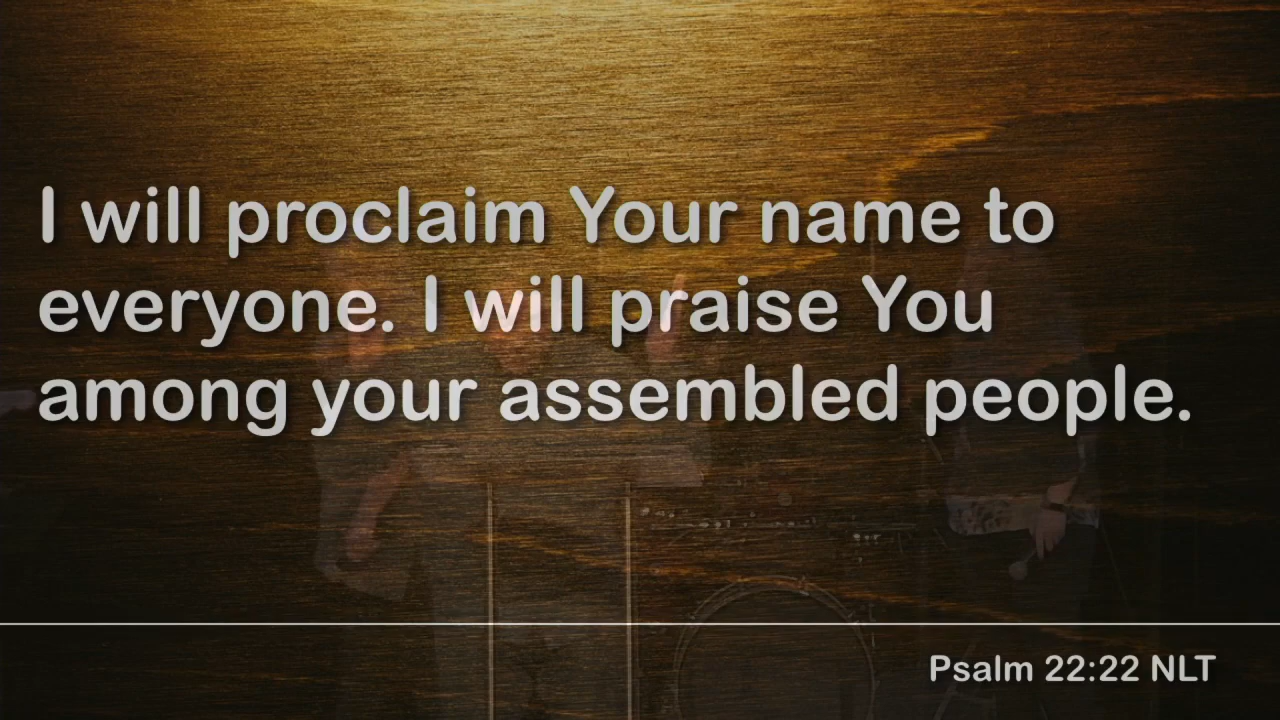 I will proclaim Your name to
everyone. I will praise You
among your assembled people.
Psalm 22:22 NLT